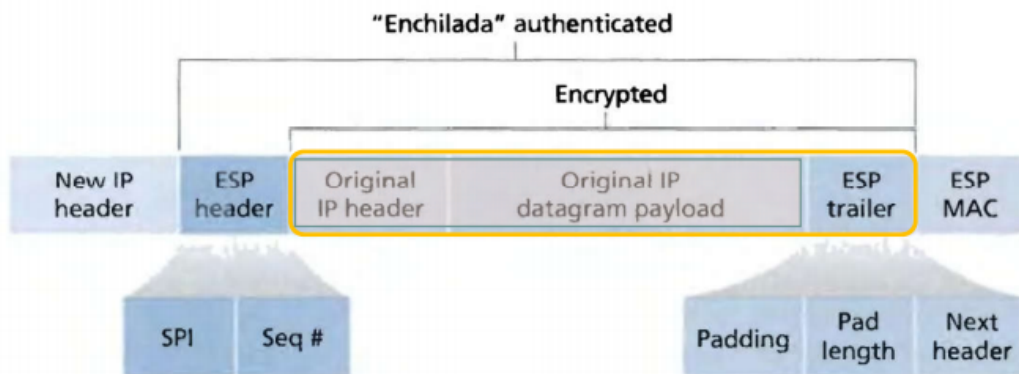 “Enchilada” authenticated
Encrypted
New IP
header
ESP
header
Original
IP header
Original IP
datagram payload
ESP
trailer
ESP
MAC
SPI
Seq #
Padding
Pad
length
Next
header